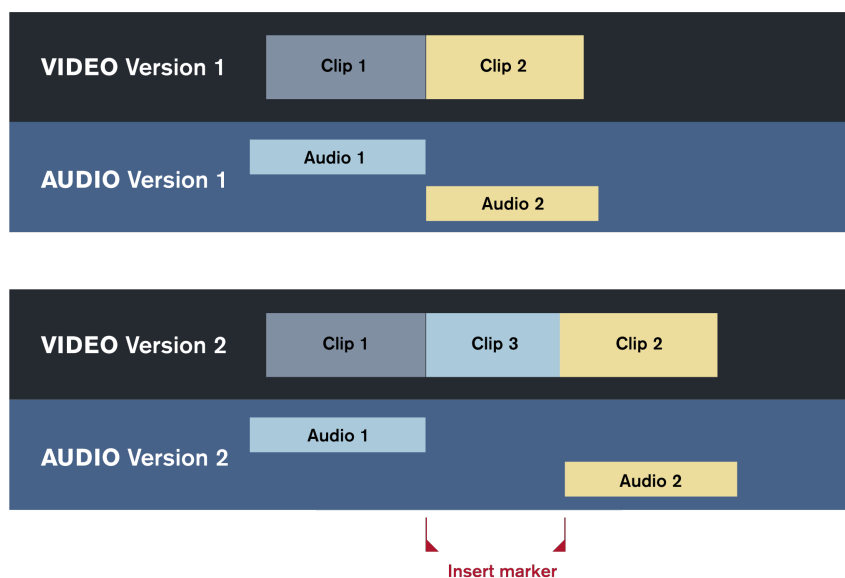 VIDEO Version 1
Clip 1
Clip 2
AUDIO Version 1
Audio 1
Audio 2
VIDEO Version 2
Clip 1
Clip 3
Clip 2
AUDIO Version 2
Audio 1
Audio 2
Insert marker